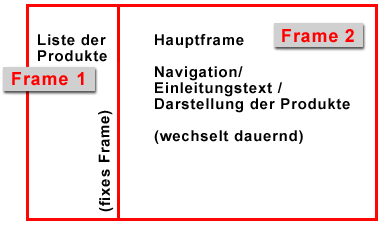 Liste der
Produkte
Frame 1
(fixes Frame)
Hauptframe
Frame 2
Navigation/
Einleitungstext /
Darstellung der Produkte
(wechselt dauernd)